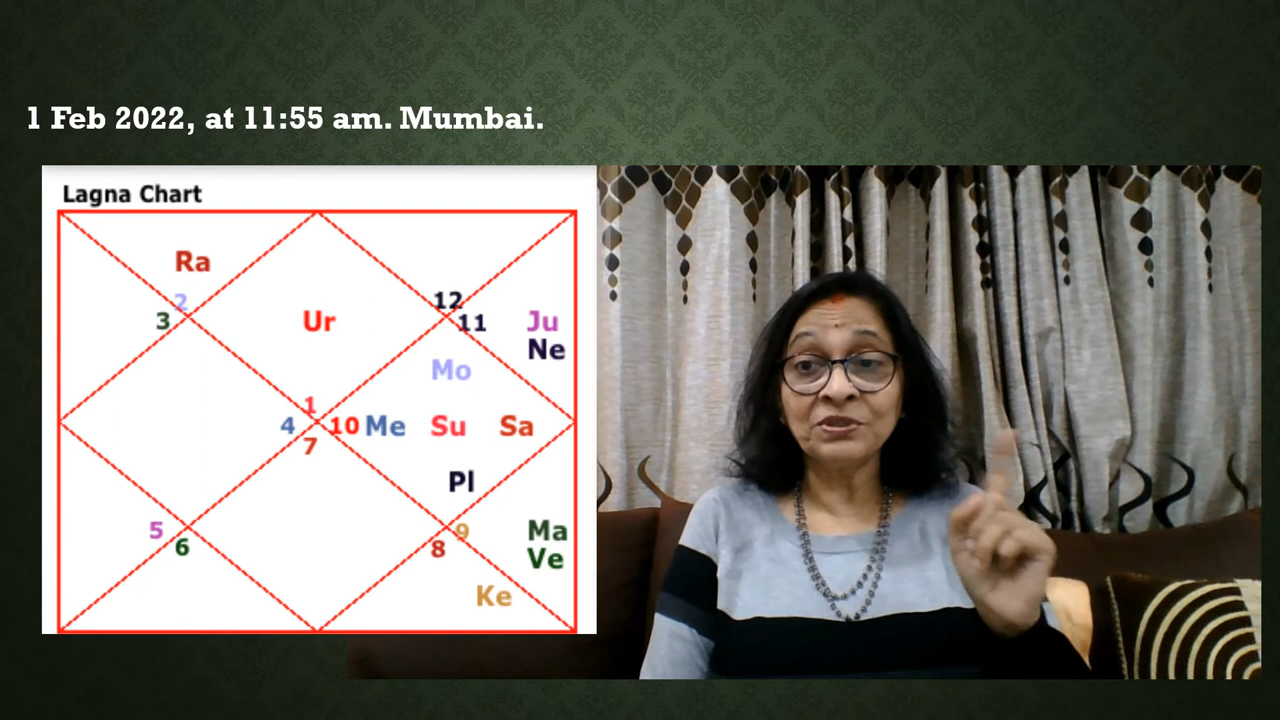 1 Feb 2022, at 11:55 am. Mumbai.
Lagna Chart
Ra
2
3
Ur
12
11
Ju
Ne
Mo
1
4
10 Me Su Sa
7
Pl
5
6
9
8
Ma
Ve
Ke